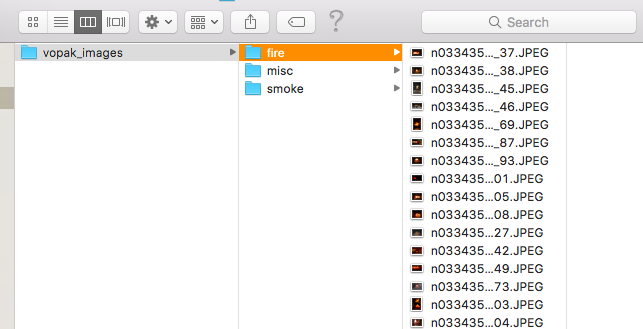 Search
vopak_images
fire
misc
smoke
n033435..._37.JPEG
n033435..._38.JPEG
n033435..._45.JPEG
n033435..._46.JPEG
n033435..._69.JPEG
n033435..._87.JPEG
n033435..._93.JPEG
n033435...01.JPEG
n033435...05.JPEG
n033435...08.JPEG
n033435...27.JPEG
n033435...42.JPEG
n033435...49.JPEG
n033435...73.JPEG
n033435...03.JPEG
n033435...04.JPEG